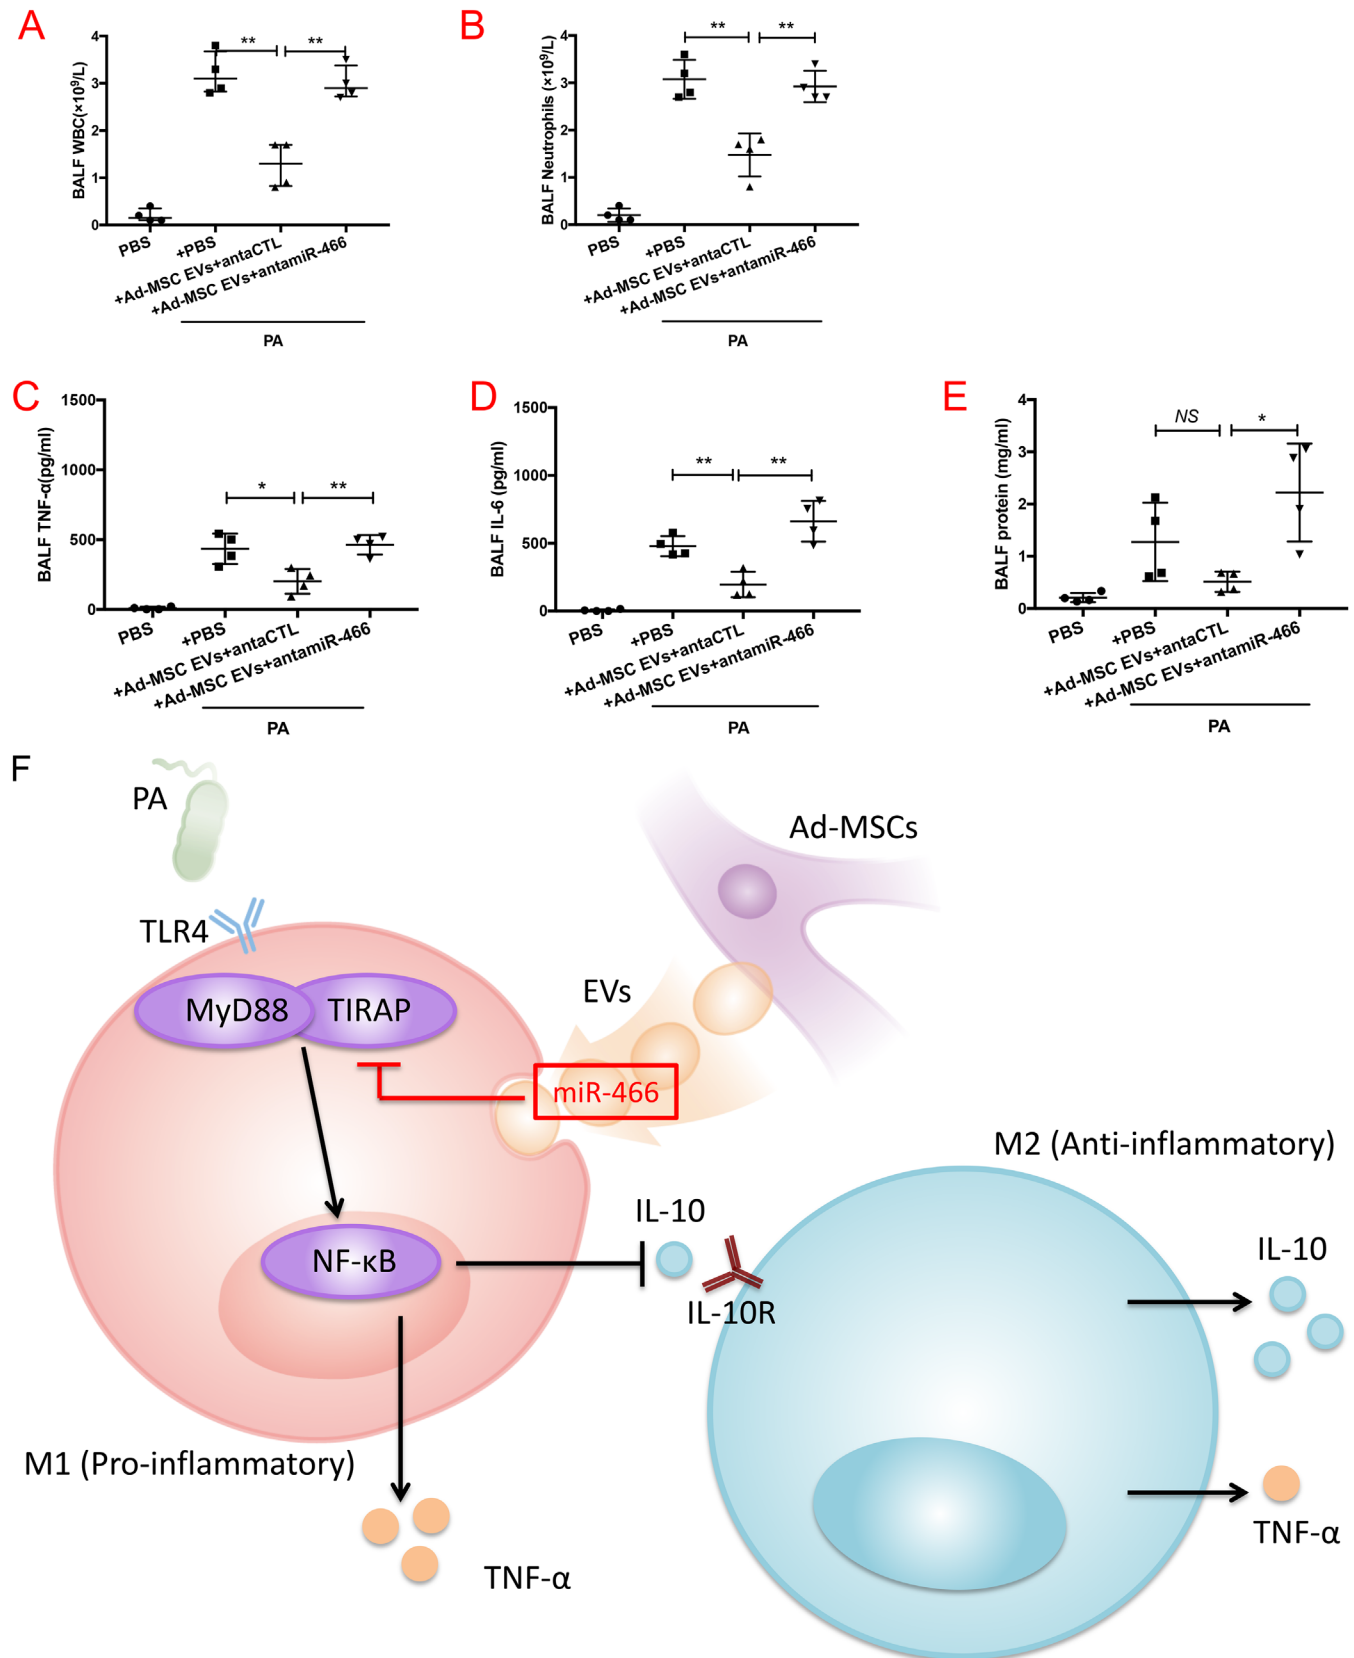 A
BALF WBC(×10⁹/L)
4
3
2
1
0
** **
PBS
+PBS
+Ad-MSC EVs+antaCTL
+Ad-MSC EVs+antamiR-466
PA
B
BALF Neutrophils (×10⁹/L)
4
3
2
1
0
** **
PBS
+PBS
+Ad-MSC EVs+antaCTL
+Ad-MSC EVs+antamiR-466
PA
C
BALF TNF-α(pg/ml)
1500
1000
500
0
* **
PBS
+PBS
+Ad-MSC EVs+antaCTL
+Ad-MSC EVs+antamiR-466
PA
D
BALF IL-6 (pg/ml)
1500
1000
500
0
** **
PBS
+PBS
+Ad-MSC EVs+antaCTL
+Ad-MSC EVs+antamiR-466
PA
E
BALF protein (mg/ml)
4
3
2
1
0
NS *
PBS
+PBS
+Ad-MSC EVs+antaCTL
+Ad-MSC EVs+antamiR-466
PA
F
PA
Ad-MSCs
TLR4
EVs
MyD88 TIRAP
miR-466
M2 (Anti-inflammatory)
IL-10
IL-10
NF-κB
IL-10R
M1 (Pro-inflammatory)
TNF-α
TNF-α